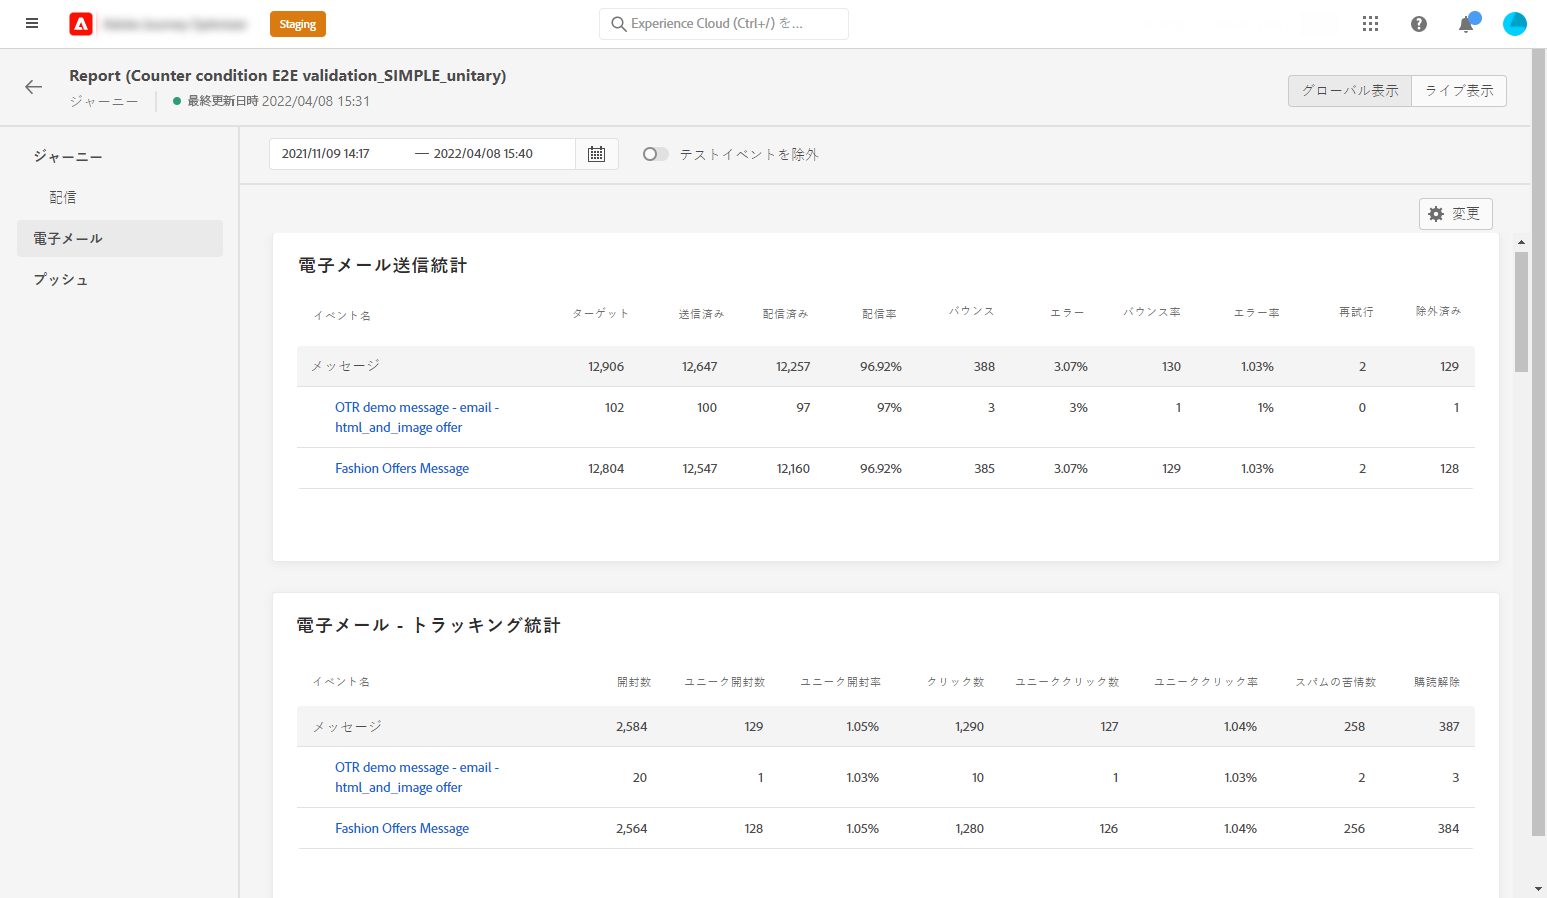 Staging
Experience Cloud (Ctrl+/) を...
Report (Counter condition E2E validation_SIMPLE_unitary)
ジャーニー 最終更新日時 2022/04/08 15:31
グローバル表示 ライブ表示
ジャーニー
配信
電子メール
プッシュ
2021/11/09 14:17 — 2022/04/08 15:40 テストイベントを除外
変更
電子メール送信統計
イベント名 ターゲット 送信済み 配信済み 配信率 バウンス エラー バウンス率 エラー率 再試行 除外済み
メッセージ 12,906 12,647 12,257 96.92% 388 3.07% 130 1.03% 2 129
OTR demo message - email - 102 100 97 97% 3 3% 1 1% 0 1
html_and_image offer
Fashion Offers Message 12,804 12,547 12,160 96.92% 385 3.07% 129 1.03% 2 128
電子メール - トラッキング統計
イベント名 開封数 ユニーク開封数 ユニーク開封率 クリック数 ユニーククリック数 ユニーククリック率 スパムの苦情数 購読解除
メッセージ 2,584 129 1.05% 1,290 127 1.04% 258 387
OTR demo message - email -
html_and_image offer 20 1 1.03% 10 1 1.03% 2 3
Fashion Offers Message 2,564 128 1.05% 1,280 126 1.04% 256 384